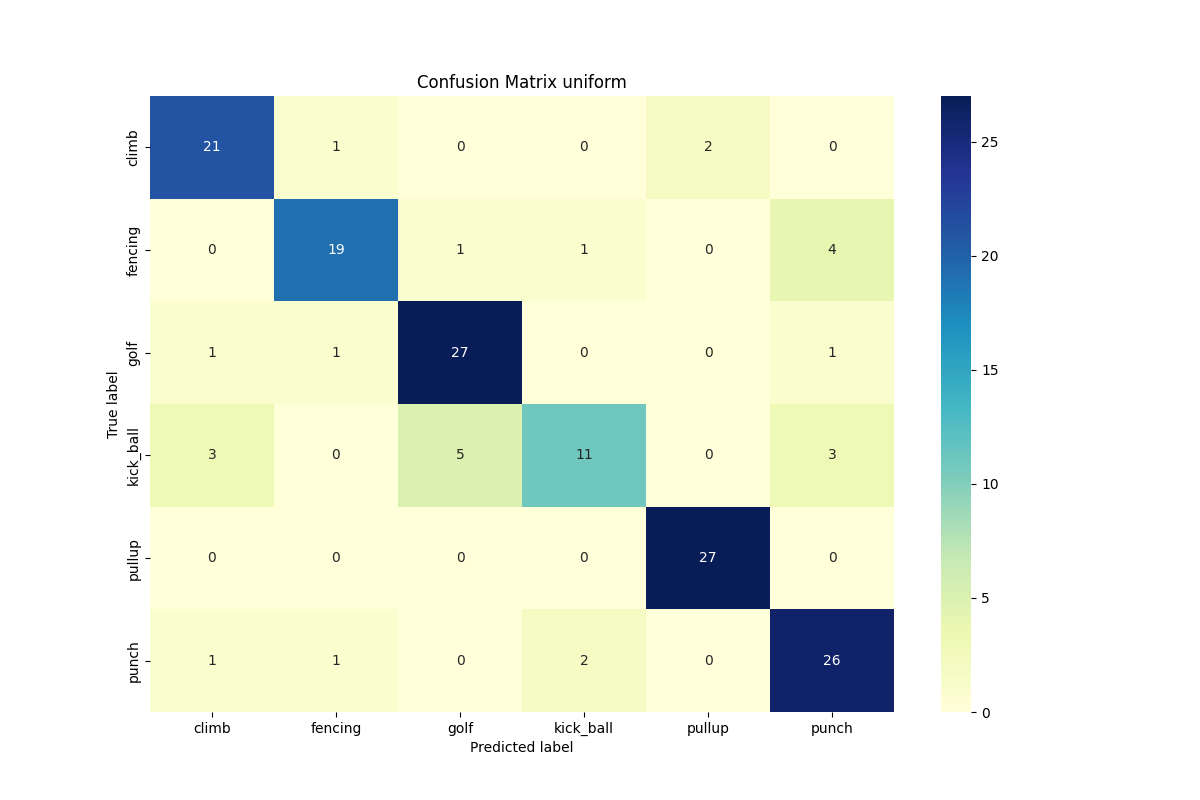 Confusion Matrix uniform
climb 21 1 0 0 2 0
fencing 0 19 1 1 0 4
golf 1 1 27 0 0 1
kick_ball 3 0 5 11 0 3
pullup 0 0 0 0 27 0
punch 1 1 0 2 0 26
True label
climb fencing golf kick_ball pullup punch
Predicted label
25
20
15
10
5
0